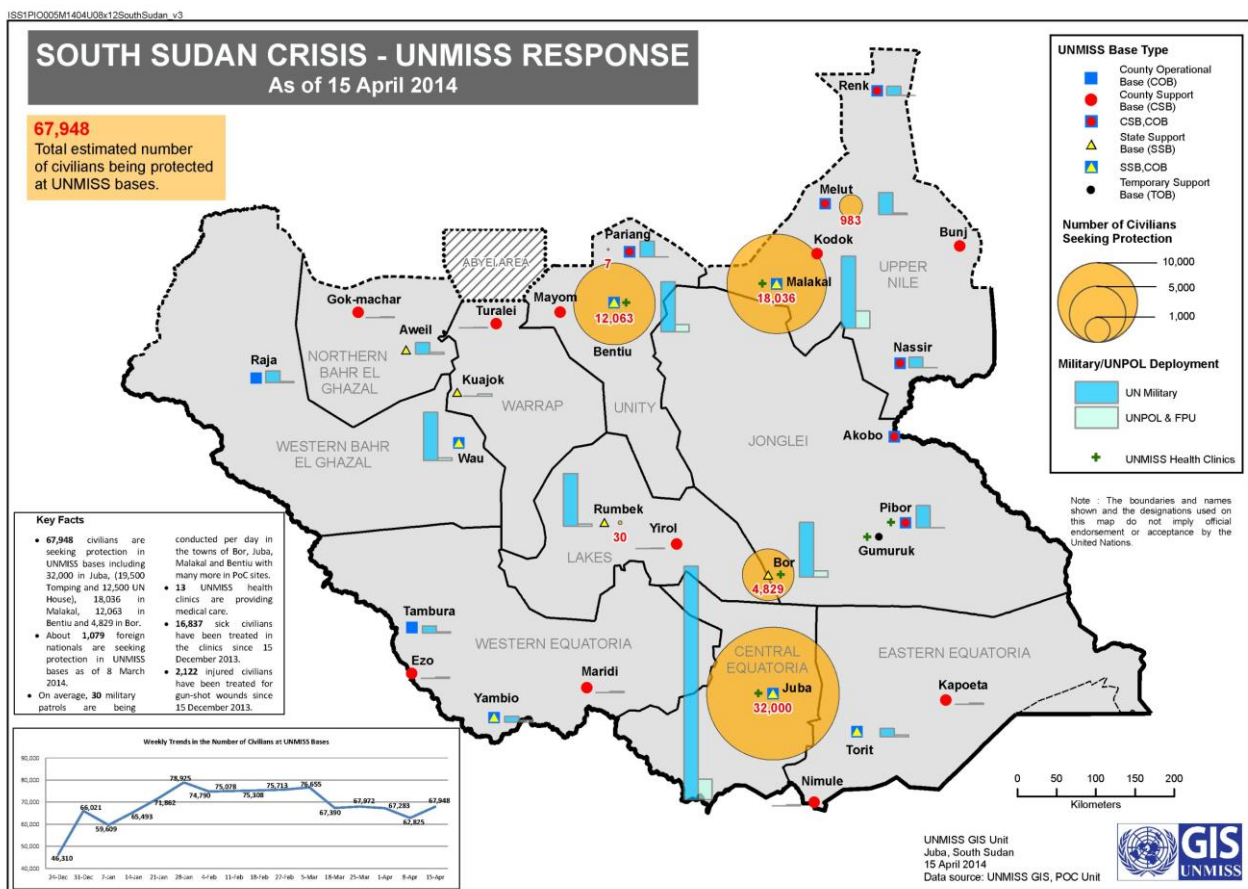 ISS1PIO005M1404U08x12SouthSudan_v3
SOUTH SUDAN CRISIS - UNMISS RESPONSE
As of 15 April 2014
67,948
Total estimated number
of civilians being protected
at UNMISS bases.
UNMISS Base Type
County Operational
Base (COB)
County Support
Base (CSB)
CSB,COB
State Support
Base (SSB)
SSB,COB
Temporary Support
Base (TOB)
Number of Civilians
Seeking Protection
10,000
5,000
1,000
Military/UNPOL Deployment
UN Military
UNPOL & FPU
UNMISS Health Clinics
Note : The boundaries and names
shown and the designations used on
this map do not imply official
endorsement or acceptance by the
United Nations.
Renk
Melut
983
Kodok
Bunj
Pariang
7
Malakal
18,036
UPPER
NILE
ABYEI AREA
Gok-machar
Turalei
Mayom
12,063
Bentiu
Aweil
Raja
NORTHERN
BAHR EL
GHAZAL
Nassir
Kuajok
WARRAP
UNITY
JONGLEI
Akobo
WESTERN BAHR
EL GHAZAL
Wau
Rumbek
30
Yirol
LAKES
Pibor
Gumuruk
Bor
4,829
Tambura
WESTERN EQUATORIA
CENTRAL
EQUATORIA
EASTERN EQUATORIA
Ezo
Maridi
Juba
32,000
Kapoeta
Yambio
Torit
Nimule
Key Facts
67,948 civilians are
seeking protection in
UNMISS bases including
32,000 in Juba, (19,500
Tomping and 12,500 UN
House), 18,036 in
Malakal, 12,063 in
Bentiu and 4,829 in Bor.
About 1,079 foreign
nationals are seeking
protection in UNMISS
bases as of 8 March
2014.
On average, 30 military
patrols are being
conducted per day in
the towns of Bor, Juba,
Malakal and Bentiu with
many more in PoC sites.
13 UNMISS health
clinics are providing
medical care.
16,837 sick civilians
have been treated in
the clinics since 15
December 2013.
2,122 injured civilians
have been treated for
gun-shot wounds since
15 December 2013.
Weekly Trends in the Number of Civilians at UNMISS Bases
90,000
80,000
70,000
60,000
50,000
40,000
46,310
66,021
59,609
65,493
71,862
78,925
74,790
75,078
75,308
75,713
76,655
67,390
67,972
67,283
62,825
67,948
24-Dec 31-Dec 7-Jan 14-Jan 21-Jan 28-Jan 4-Feb 11-Feb 18-Feb 27-Feb 5-Mar 18-Mar 25-Mar 1-Apr 8-Apr 15-Apr
0 50 100 150 200
Kilometers
UNMISS GIS Unit
Juba, South Sudan
15 April 2014
Data source: UNMISS GIS, POC Unit
GIS
UNMISS